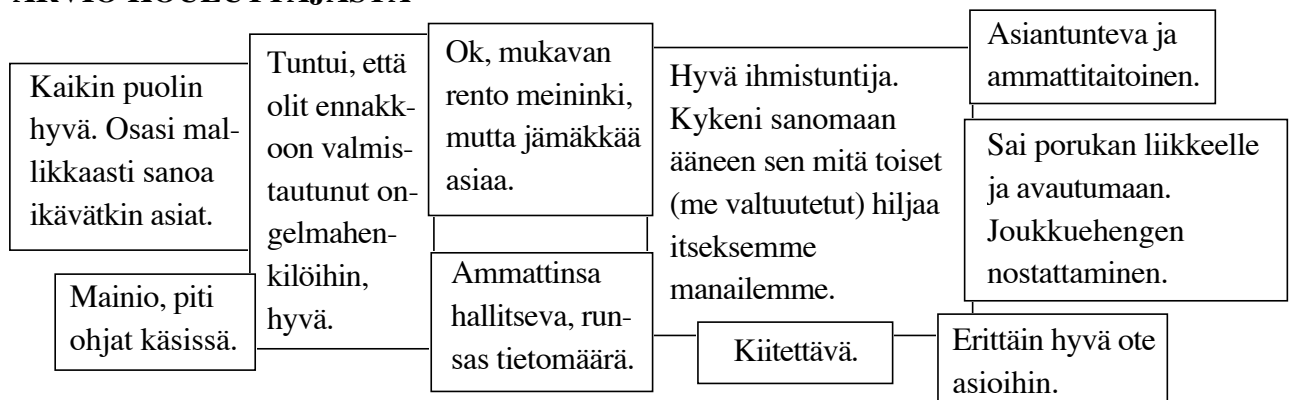 ARVIO KOULUTTAJASTA
Kaikin puolin
hyvä. Osasi mal-
likkaasti sanoa
ikävätkin asiat.
Mainio, piti
ohjat käsissä.
Tuntui, että
olit ennakk-
oon valmis-
tautunut on-
gelmahen-
kilöihin,
hyvä.
Ok, mukavan
rento meininki,
mutta jämäkkää
asiaa.
Ammattinsa
hallitseva, run-
sas tietomäärä.
Hyvä ihmistuntija.
Kykeni sanomaan
ääneen sen mitä toiset
(me valtuutetut) hiljaa
itseksemme
manailemme.
Kiitettävä.
Asiantunteva ja
ammattitaitoinen.
Sai porukan liikkeelle
ja avautumaan.
Joukkuehengen
nostattaminen.
Erittäin hyvä ote
asioihin.